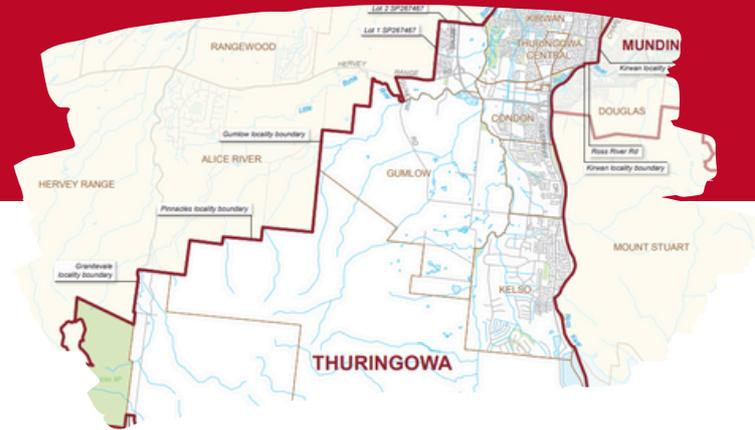 Lot 2 SP267467
KIRWAN
Lot 1 SP267467
THURINGOWA
CENTRAL
MUNDIN
RANGEWOOD
HERVEY
RANGE
Kirwan locality
Little
CONDON
DOUGLAS
Gumlow locality boundary
Ross River Rd
ALICE RIVER
Kirwan locality boundary
GUMLOW
HERVEY RANGE
Pinnacles locality boundary
MOUNT STUART
Granitevale
locality boundary
KELSO
THURINGOWA